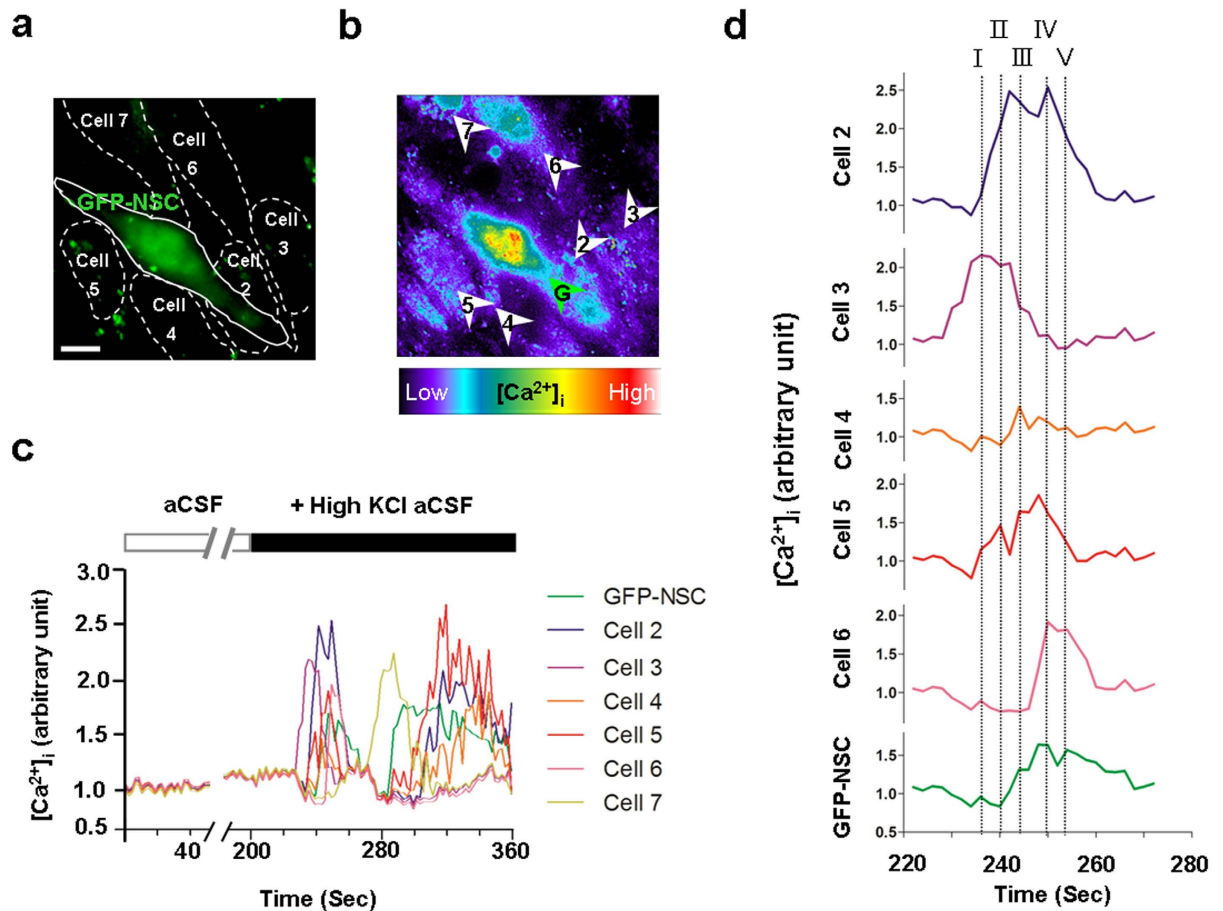 a
Cell 7
Cell
6
GFP-NSC
Cell
3
Cell
5
Cell
2
Cell
4
b
7
6
3
2
G
5
4
Low
[Ca²⁺]ᵢ
High
c
aCSF
+ High KCl aCSF
[Ca²⁺]ᵢ (arbitrary unit)
3.0
2.5
2.0
1.5
1.0
0.5
40
200
280
360
Time (Sec)
GFP-NSC
Cell 2
Cell 3
Cell 4
Cell 5
Cell 6
Cell 7
d
I
II
III
IV
V
[Ca²⁺]ᵢ (arbitrary unit)
Cell 2
2.5
2.0
1.5
1.0
Cell 3
2.0
1.5
1.0
Cell 4
1.5
1.0
Cell 5
2.0
1.5
1.0
Cell 6
2.0
1.5
1.0
GFP-NSC
2.0
1.5
1.0
0.5
220
240
260
280
Time (Sec)